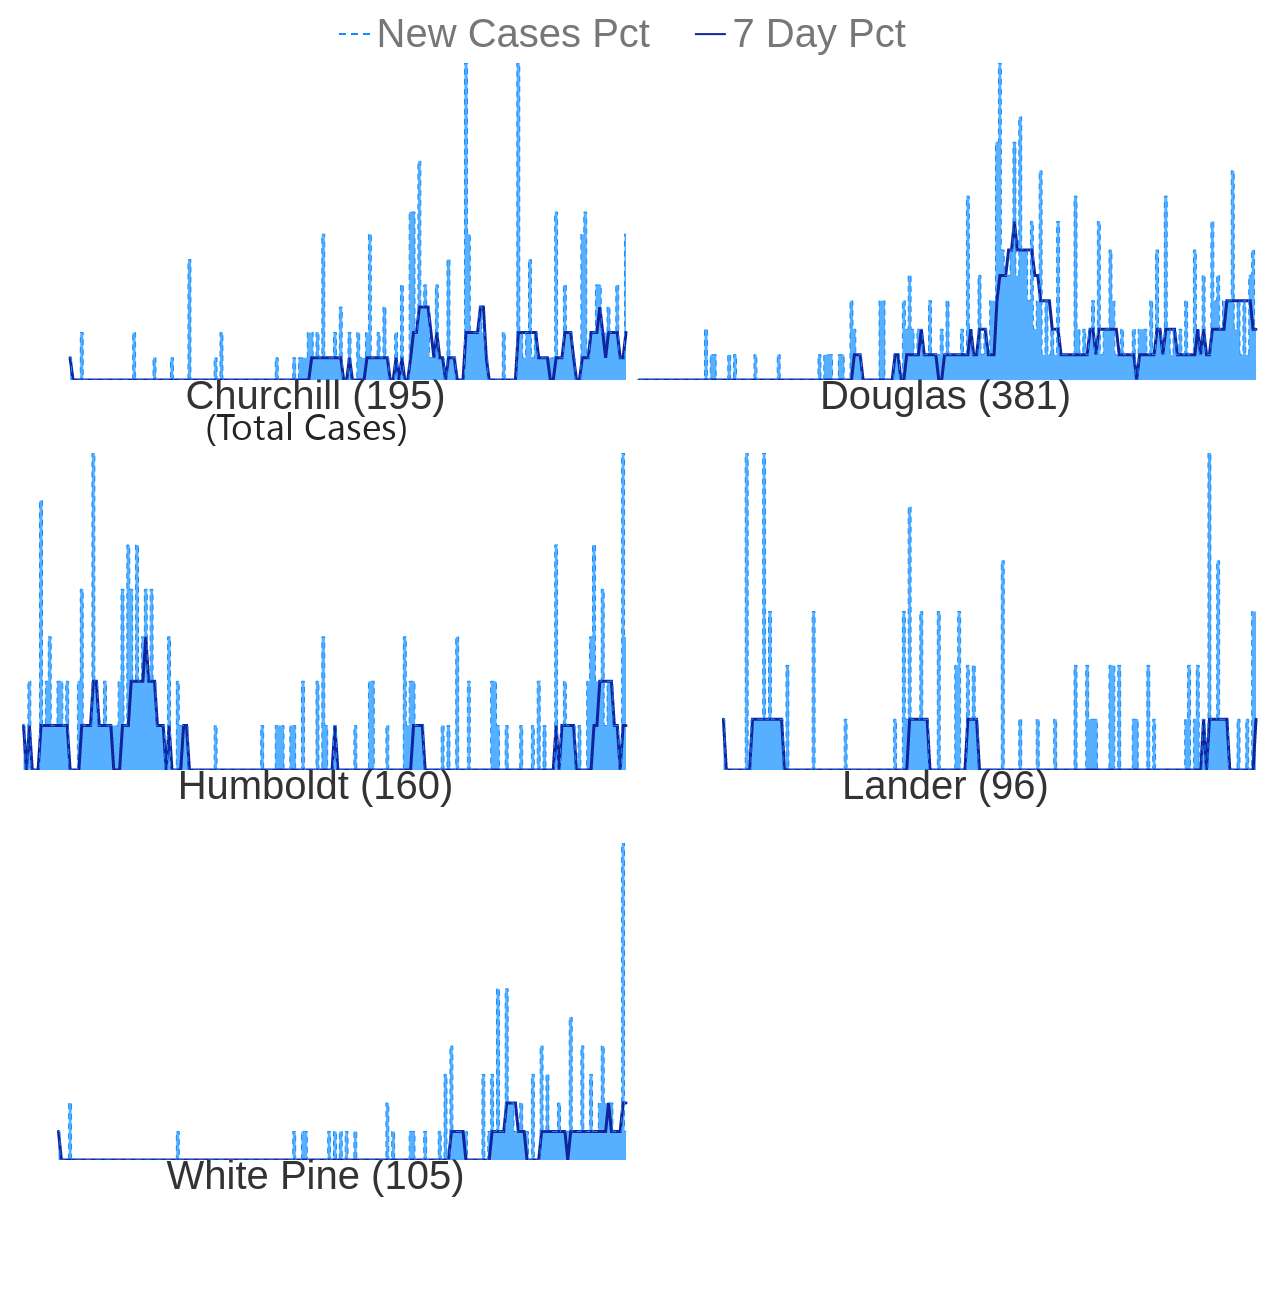 New Cases Pct 7 Day Pct
Churchill (195) Douglas (381)
(Total Cases)
Humboldt (160) Lander (96)
White Pine (105)